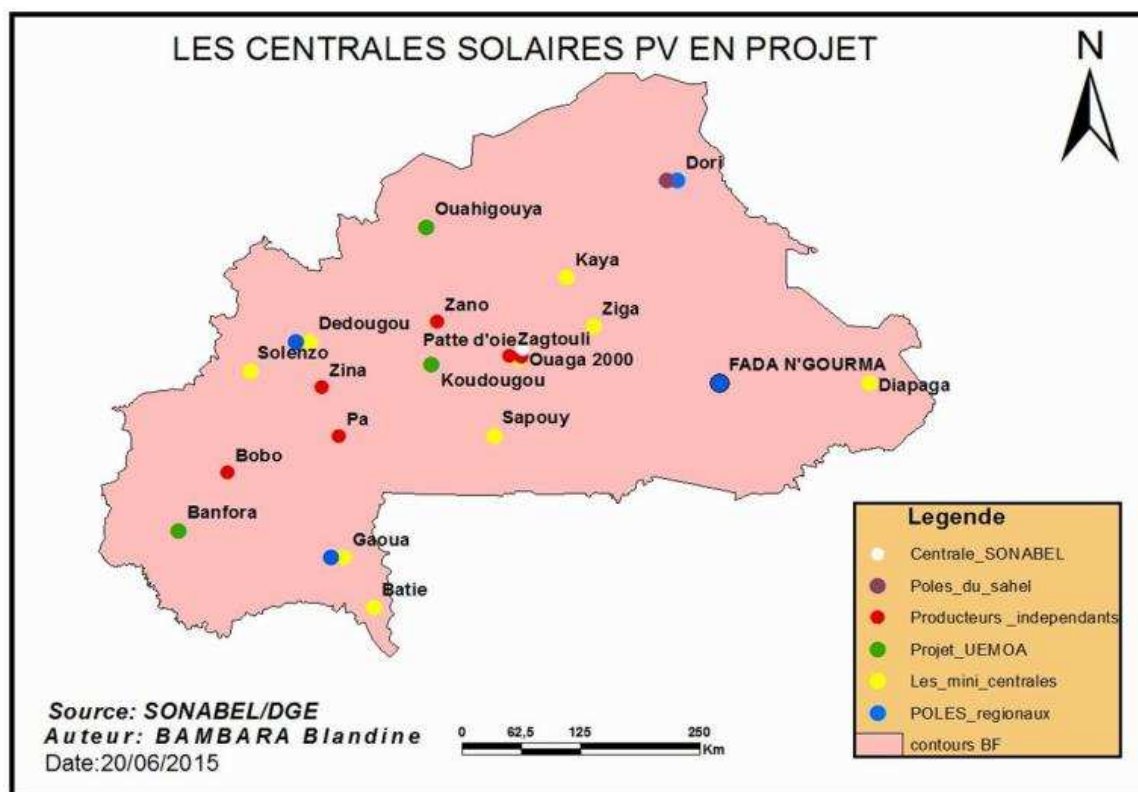 LES CENTRALES SOLAIRES PV EN PROJET
N
Dori
Ouahigouya
Kaya
Zano
Ziga
Dedougou
Patte d'oie
Zagtouli
Solenzo
Ouaga 2000
FADA N'GOURMA
Zina
Koudougou
Diapaga
Pa
Sapouy
Bobo
Banfora
Gaoua
Batie
Legende
Centrale_SONABEL
Poles_du_sahel
Producteurs _independants
Projet_UEMOA
Les_mini_centrales
POLES_regionaux
contours BF
Source: SONABEL/DGE
Auteur: BAMBARA Blandine
Date:20/06/2015
0 62,5 125 250
Km